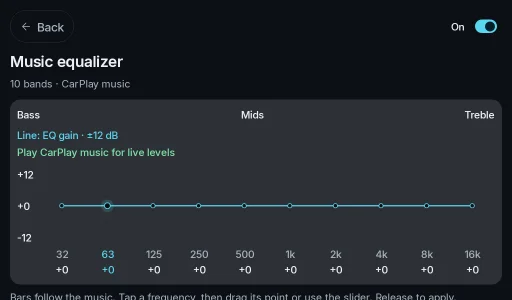 ← Back
On
Music equalizer
10 bands · CarPlay music
Bass Mids Treble
Line: EQ gain · ±12 dB
Play CarPlay music for live levels
+12
+0
-12
32 63 125 250 500 1k 2k 4k 8k 16k
+0 +0 +0 +0 +0 +0 +0 +0 +0 +0
Bars follow the music. Tap a frequency, then drag its point or use the slider. Release to apply.